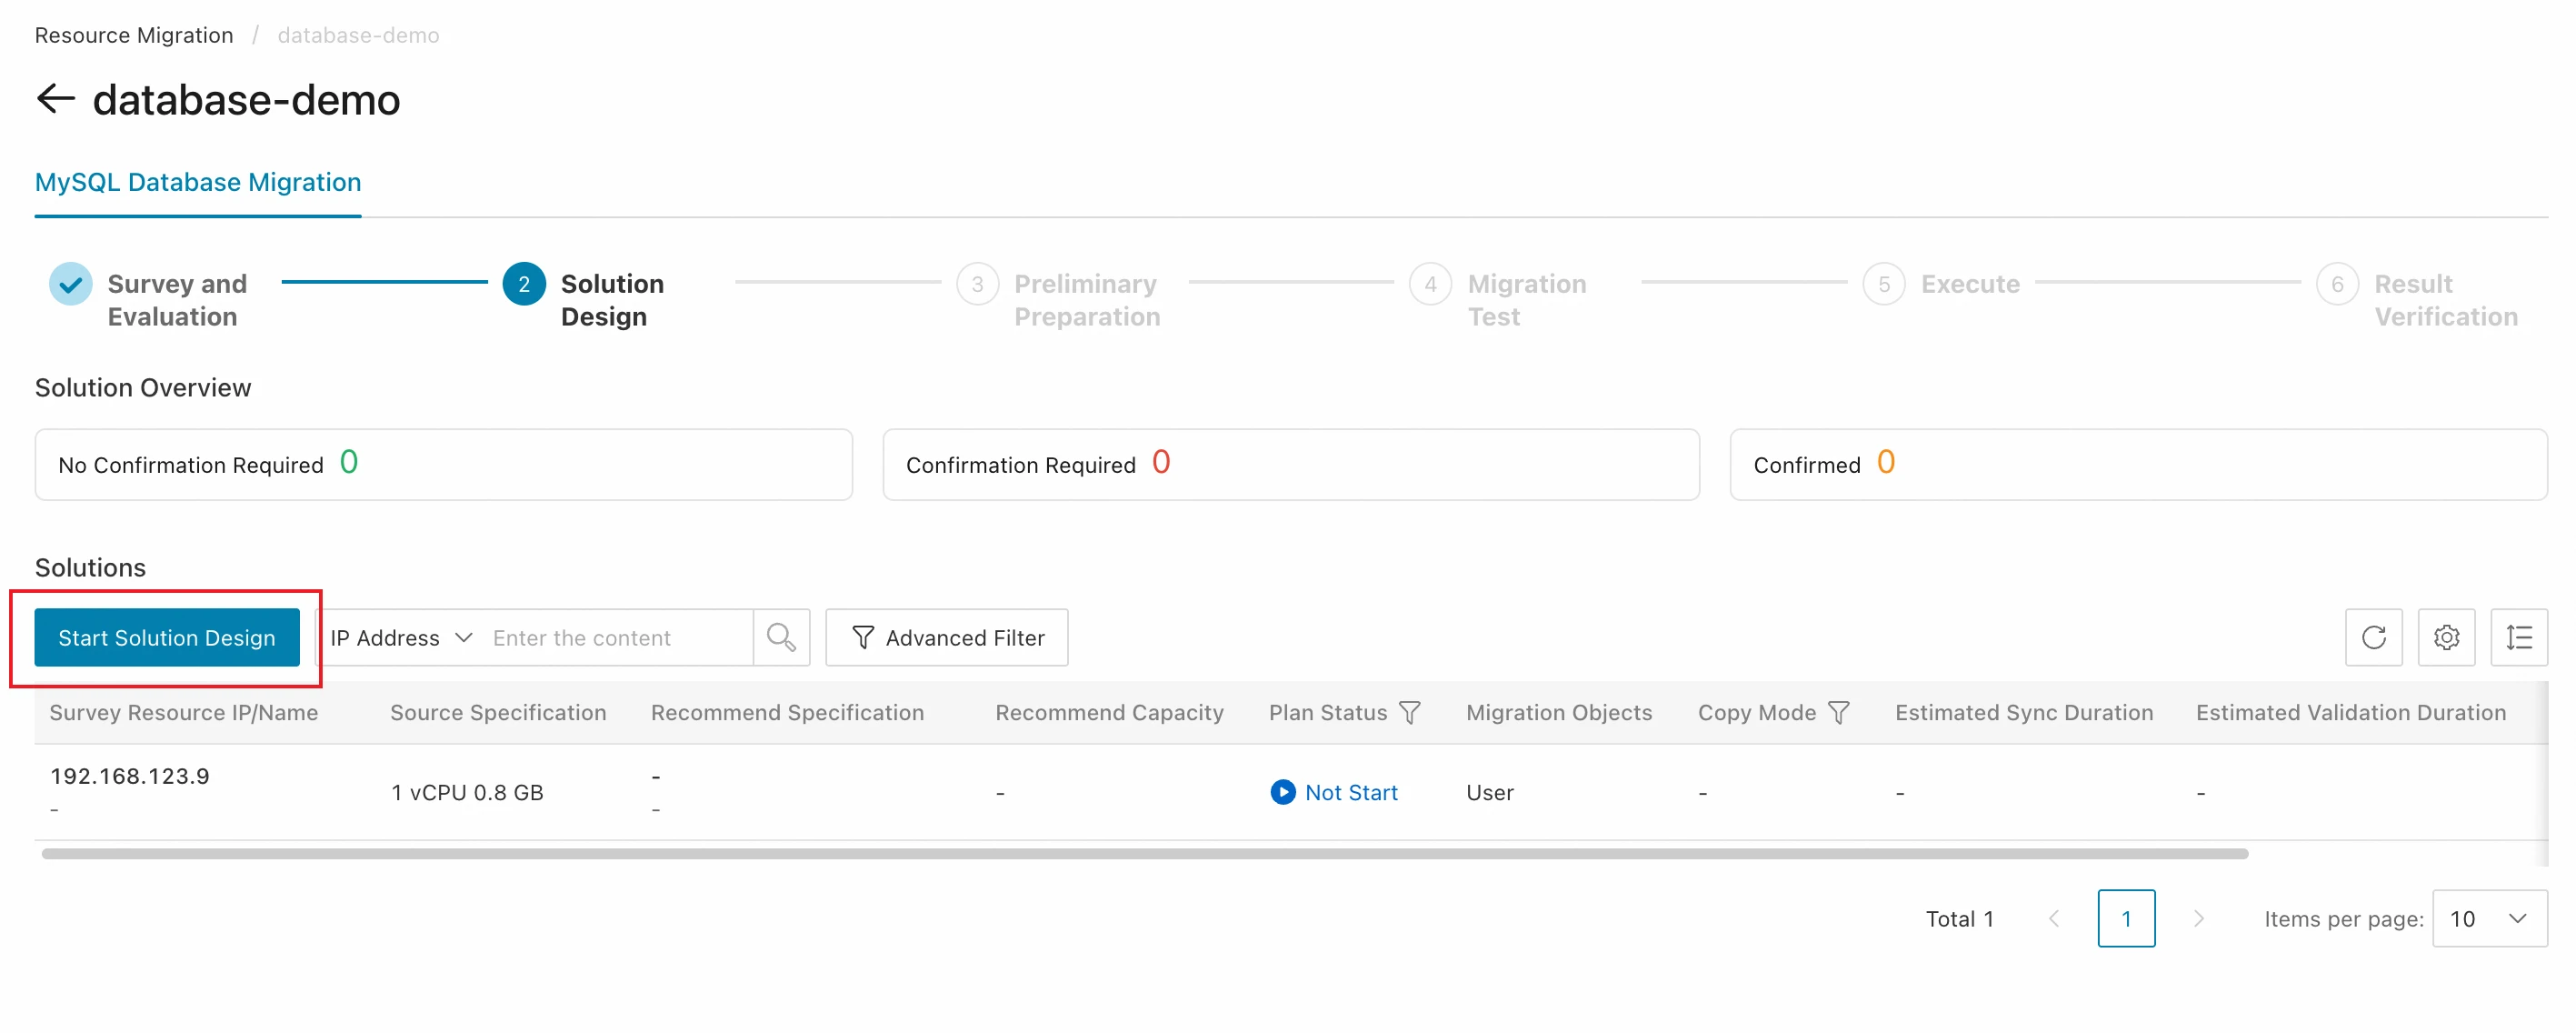 Resource Migration / database-demo
database-demo
MySQL Database Migration
Survey and
Evaluation
2 Solution
Design
3 Preliminary
Preparation
4 Migration
Test
5 Execute
6 Result
Verification
Solution Overview
No Confirmation Required 0
Confirmation Required 0
Confirmed 0
Solutions
Start Solution Design IP Address Enter the content Advanced Filter
Survey Resource IP/Name Source Specification Recommend Specification Recommend Capacity Plan Status Migration Objects Copy Mode Estimated Sync Duration Estimated Validation Duration
192.168.123.9 -
1 vCPU 0.8 GB - Not Start User - - -
- -
Total 1 1 Items per page: 10